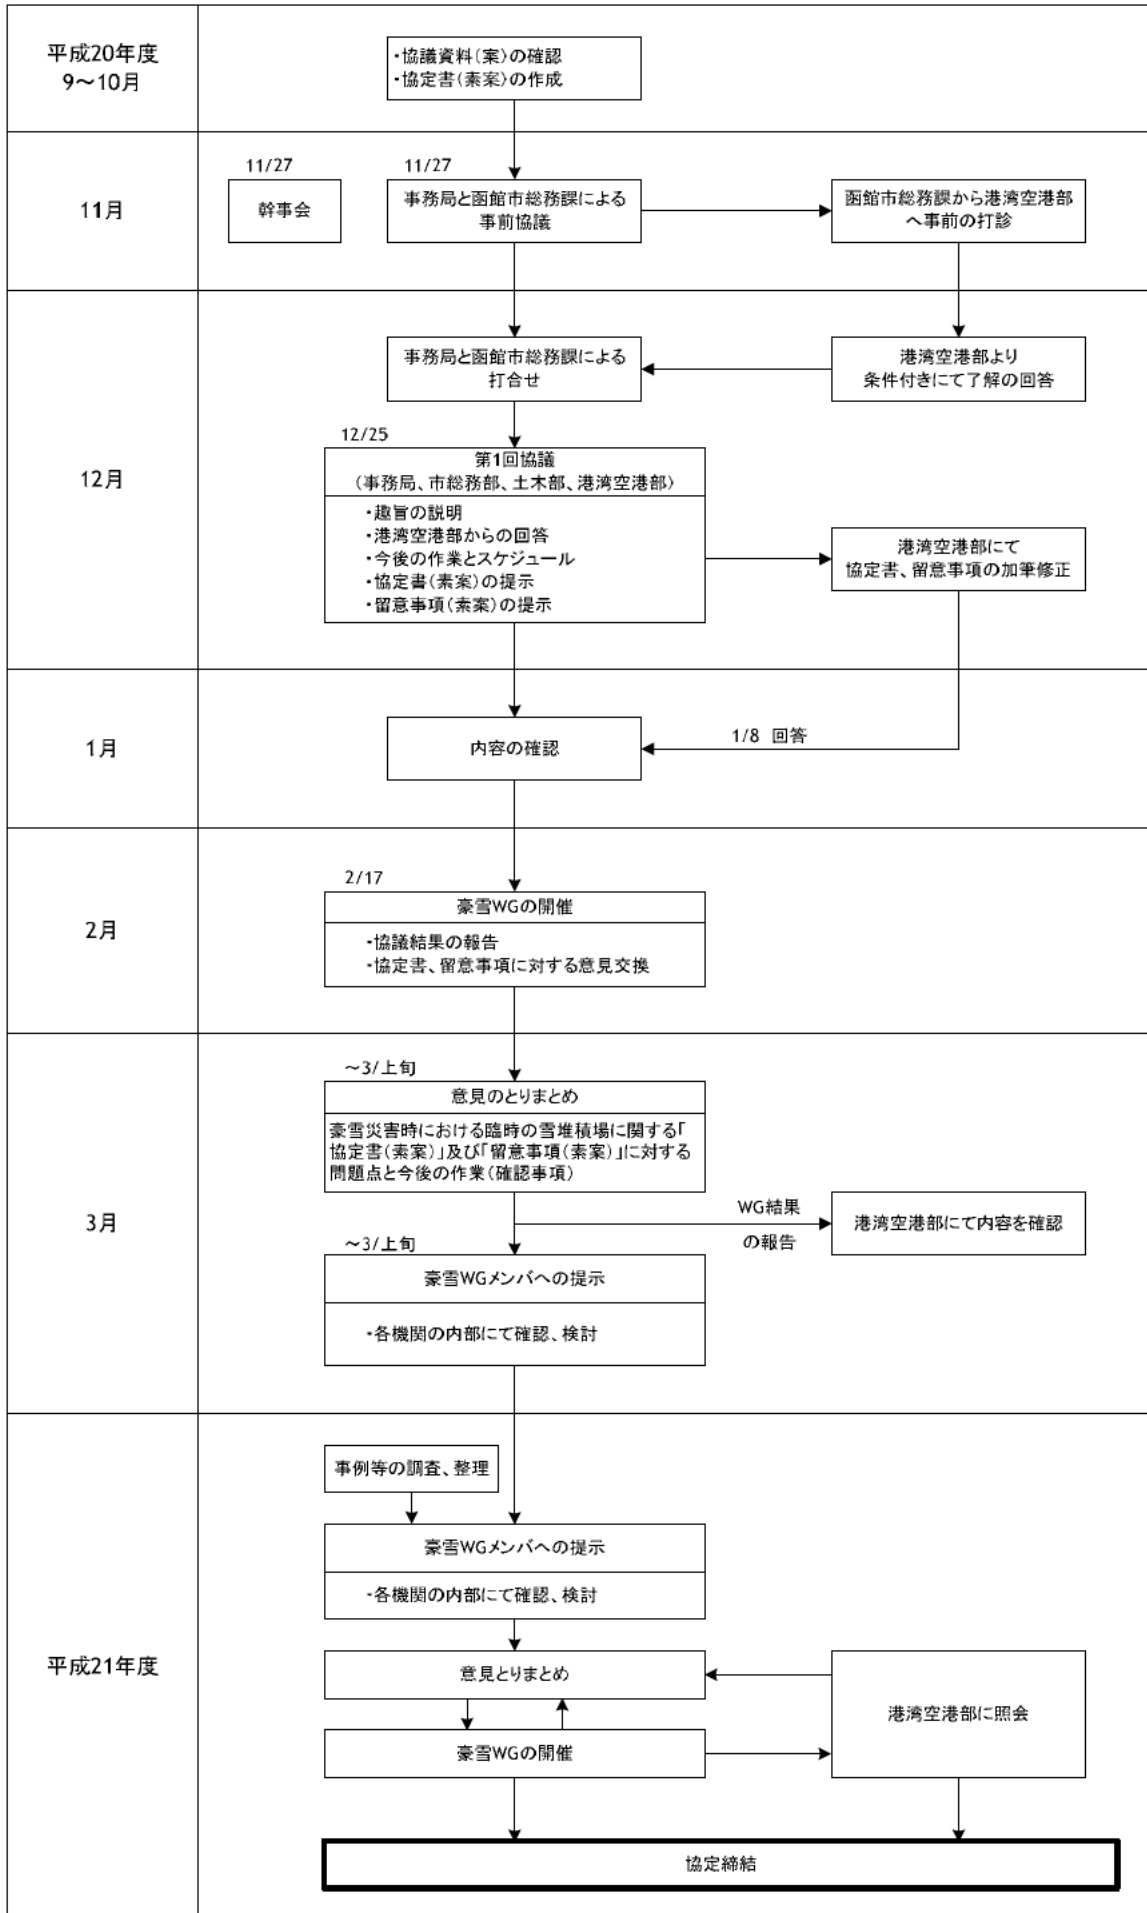 平成20年度
9～10月
・協議資料(案)の確認
・協定書(素案)の作成
11月
11/27
幹事会
11/27
事務局と函館市総務課による
事前協議
函館市総務課から港湾空港部
へ事前の打診
12月
事務局と函館市総務課による
打合せ
港湾空港部より
条件付きにて了解の回答
12/25
第1回協議
(事務局、市総務部、土木部、港湾空港部)
・趣旨の説明
・港湾空港部からの回答
・今後の作業とスケジュール
・協定書(素案)の提示
・留意事項(素案)の提示
港湾空港部にて
協定書、留意事項の加筆修正
1月
内容の確認
1/8 回答
2月
2/17
豪雪WGの開催
・協議結果の報告
・協定書、留意事項に対する意見交換
3月
～3/上旬
意見のとりまとめ
豪雪災害時における臨時の雪堆積場に関する「
協定書(素案)」及び「留意事項(素案)」に対する
問題点と今後の作業(確認事項)
WG結果
の報告
港湾空港部にて内容を確認
～3/上旬
豪雪WGメンバへの提示
・各機関の内部にて確認、検討
平成21年度
事例等の調査、整理
豪雪WGメンバへの提示
・各機関の内部にて確認、検討
意見とりまとめ
港湾空港部に照会
豪雪WGの開催
協定締結